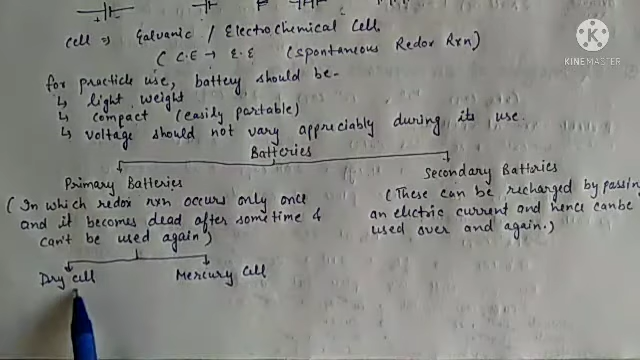 Cell => Galvanic / Electrochemical Cell
( C.E → E.E (Spontaneous Redox Rxn)
for practicle use, battery should be-
↳ light weight
↳ compact (easily partable)
↳ voltage should not vary appreciably during its use.
Batteries
Primary Batteries
Secondary Batteries
( In which redox rxn occurs only once
and it becomes dead after some time &
can't be used again)
(These can be recharged by passing
an electric current and hence can be
used over and again.)
Dry cell
Mercury Cell
KINEMASTER